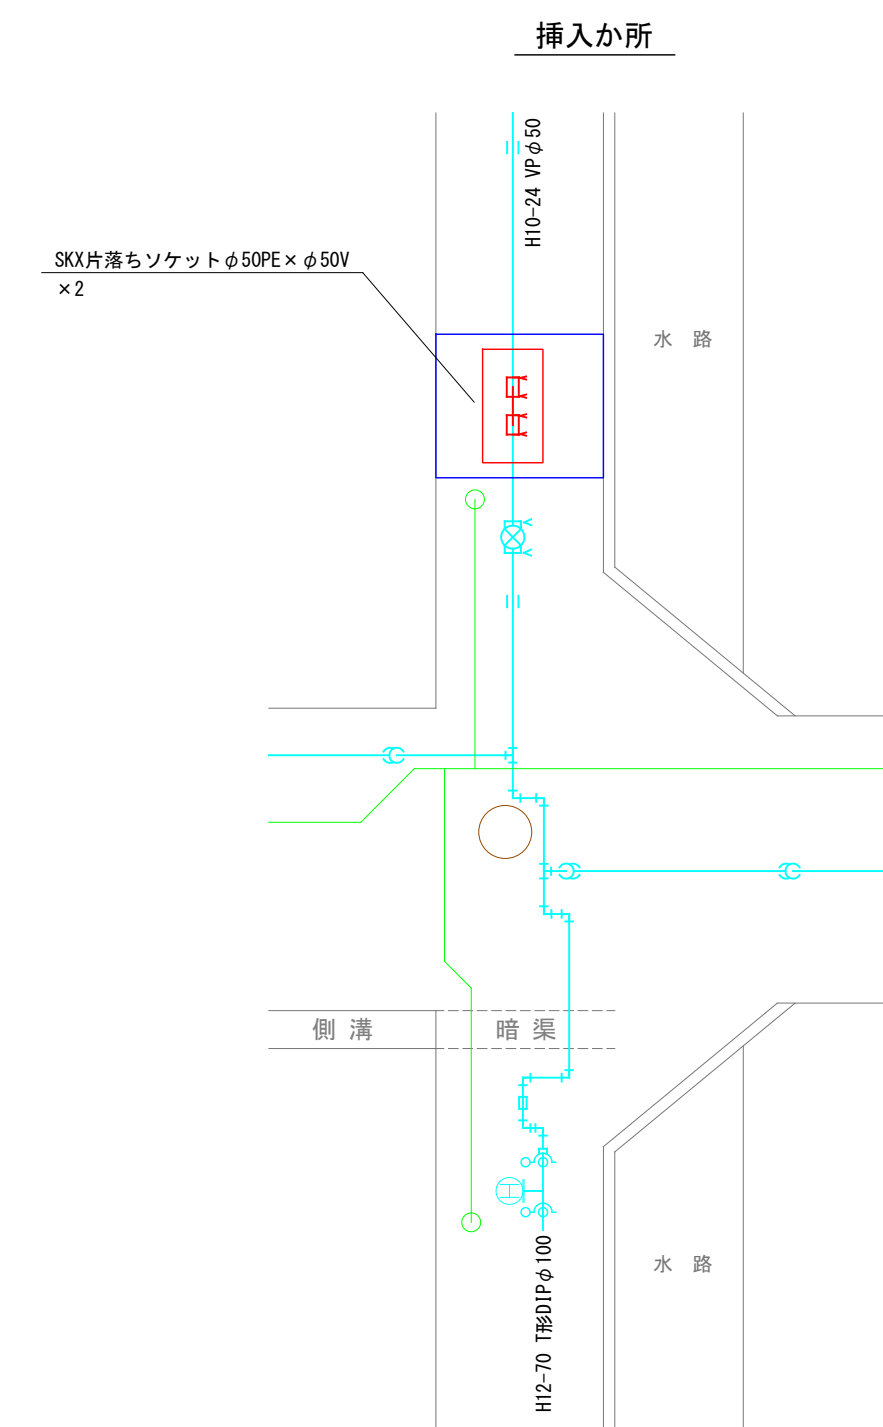 挿入か所
H10-24 VPφ50
SKX片落ちソケットφ50PE×φ50V
×2
水 路
側 溝
暗 渠
H
水 路
H12-70 T形DIPφ100